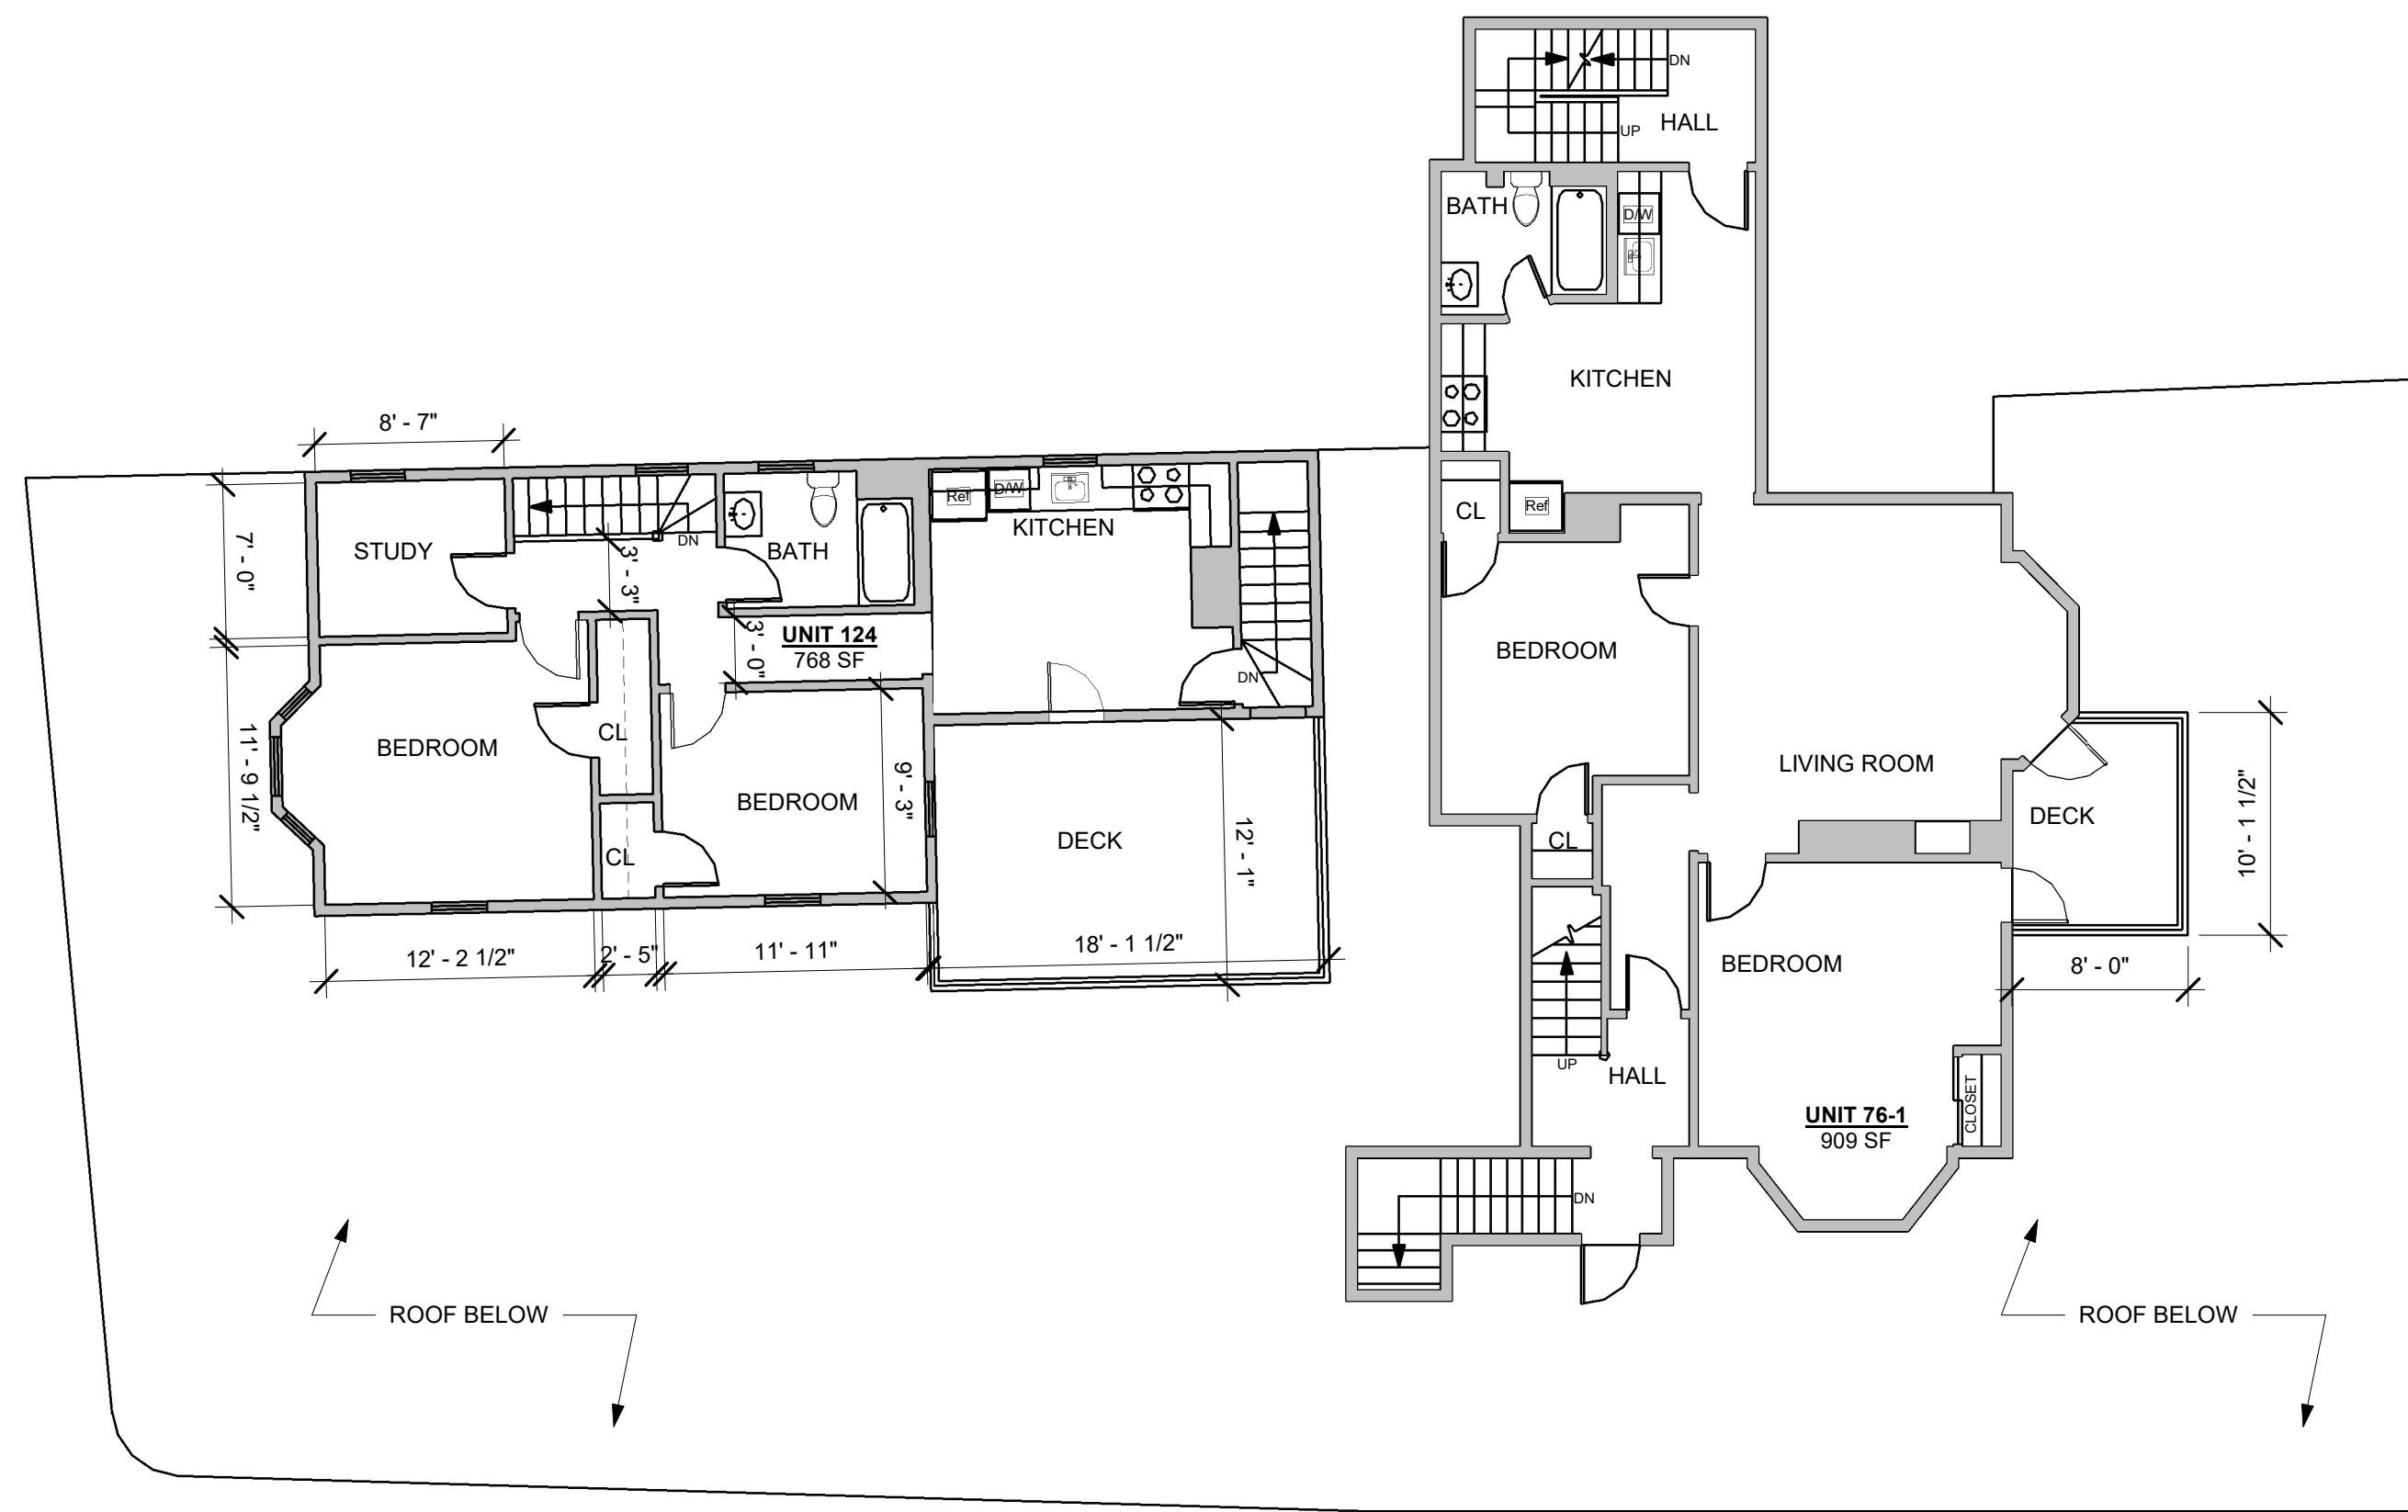 DN
HALL
UP
BATH
D/W
KITCHEN
CL
Ref
BEDROOM
LIVING ROOM
DECK
10' - 1 1/2"
8' - 0"
CL
BEDROOM
UP
HALL
CLOSET
UNIT 76-1
909 SF
DN
ROOF BELOW
8' - 7"
7' - 0"
STUDY
3' - 3"
DN
BATH
Ref
D/W
KITCHEN
3' - 0"
UNIT 124
768 SF
DN
11' - 9 1/2"
BEDROOM
CL
BEDROOM
9' - 3"
CL
DECK
12' - 1"
12' - 2 1/2"
2' - 5"
11' - 11"
18' - 1 1/2"
ROOF BELOW